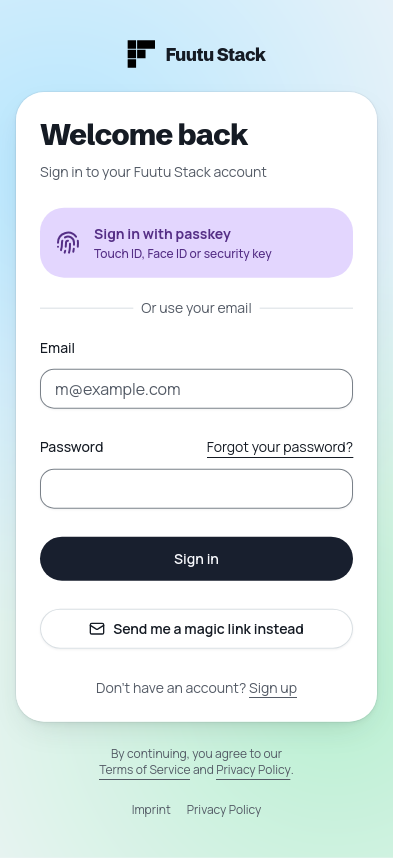 Fuutu Stack
Welcome back
Sign in to your Fuutu Stack account
Sign in with passkey
Touch ID, Face ID or security key
Or use your email
Email
m@example.com
Password Forgot your password?
Sign in
Send me a magic link instead
Don't have an account? Sign up
By continuing, you agree to our
Terms of Service and Privacy Policy.
Imprint Privacy Policy